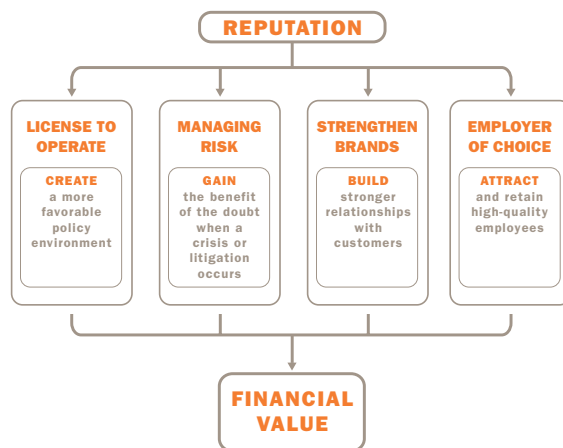 REPUTATION
LICENSE TO
OPERATE
CREATE
a more
favorable
policy
environment
MANAGING
RISK
GAIN
the benefit
of the doubt
when a
crisis or
litigation
occurs
STRENGTHEN
BRANDS
BUILD
stronger
relationships
with
customers
EMPLOYER
OF CHOICE
ATTRACT
and retain
high-quality
employees
FINANCIAL
VALUE